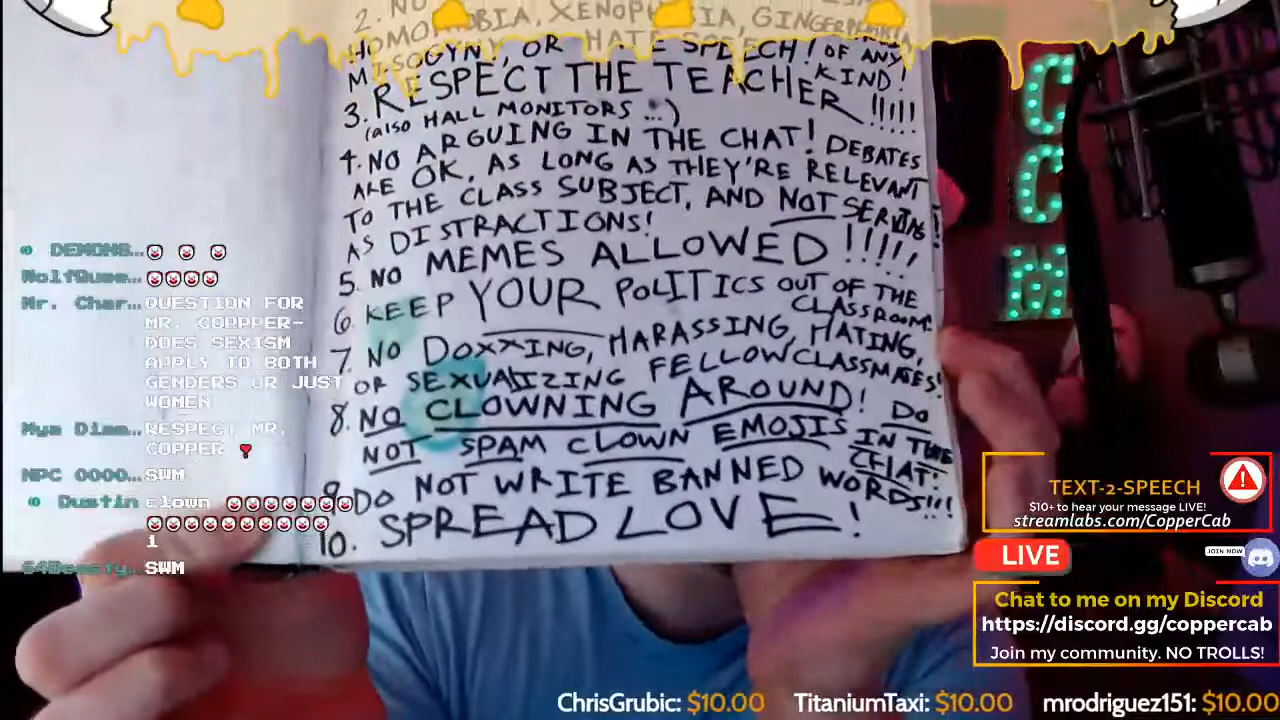 2. NO
HOMOPHOBIA, XENOPHOBIA, GINGERPHOBIA
MISOGYNY, OR HATE SPEECH! OF ANY
KIND!
3. RESPECT THE TEACHER!!!!!
(also HALL MONITORS :))
4. NO ARGUING IN THE CHAT! DEBATES
ARE OK, AS LONG AS THEY'RE RELEVANT
TO THE CLASS SUBJECT, AND NOT SERVING
AS DISTRACTIONS!
5. NO MEMES ALLOWED!!!!!
6. KEEP YOUR POLITICS OUT OF THE
CLASSROOM!
7. NO DOXXING, HARASSING, HATING,
OR SEXUALIZING FELLOW CLASSMATES!
8. NO CLOWNING AROUND! DO
NOT SPAM CLOWN EMOJIS IN THE
CHAT!
9. DO NOT WRITE BANNED WORDS!!!
10. SPREAD LOVE!
DEMONS...
WolfQuee...
Mr. Char... QUESTION FOR
MR. COPPPER-
DOES SEXISM
APPLY TO BOTH
GENDERS OR JUST
WOMEN
Mya Diam... RESPECT MR.
COPPER
NPC 0000... SWM
Dustin clown
1
SWM
CCM
TEXT-2-SPEECH
$10+ to hear your message LIVE!
streamlabs.com/CopperCab
LIVE
JOIN NOW
Chat to me on my Discord
https://discord.gg/coppercab
Join my community. NO TROLLS!
ChrisGrubic: $10.00 TitaniumTaxi: $10.00 mrodriguez151: $10.00